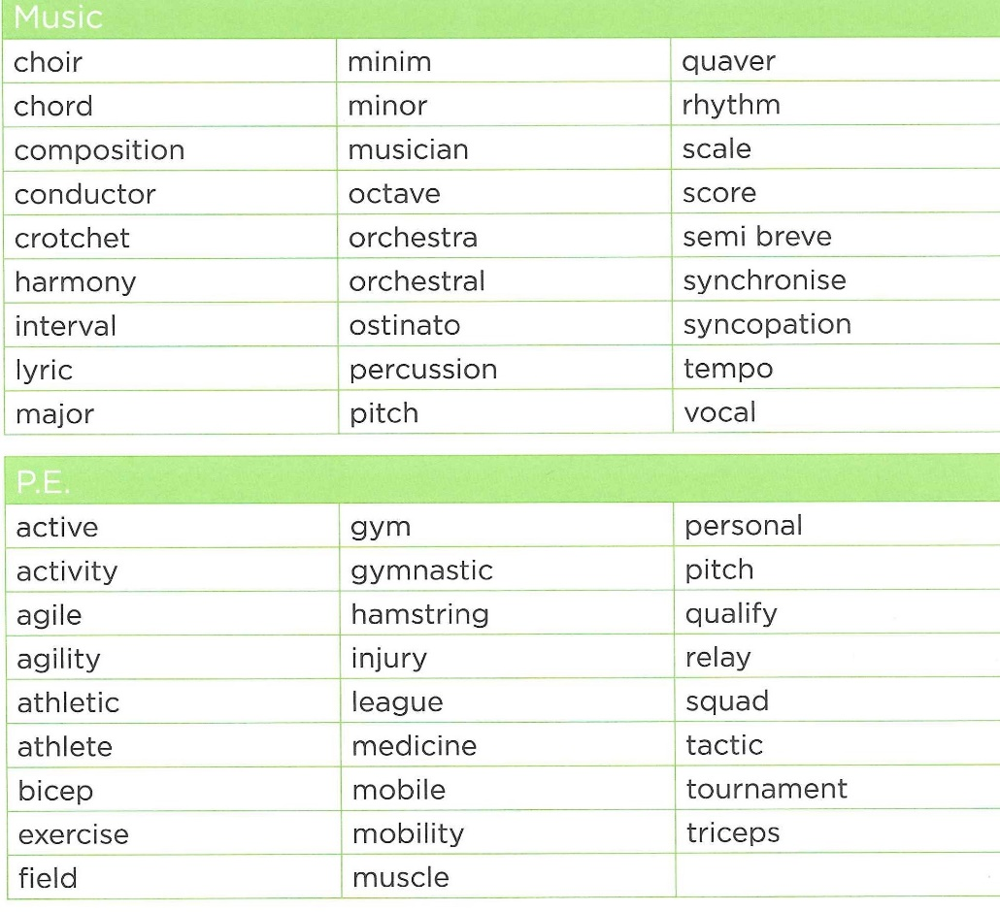 Music
choir minim quaver
chord minor rhythm
composition musician scale
conductor octave score
crotchet orchestra semi breve
harmony orchestral synchronise
interval ostinato syncopation
lyric percussion tempo
major pitch vocal
P.E.
active gym personal
activity gymnastic pitch
agile hamstring qualify
agility injury relay
athletic league squad
athlete medicine tactic
bicep mobile tournament
exercise mobility triceps
field muscle